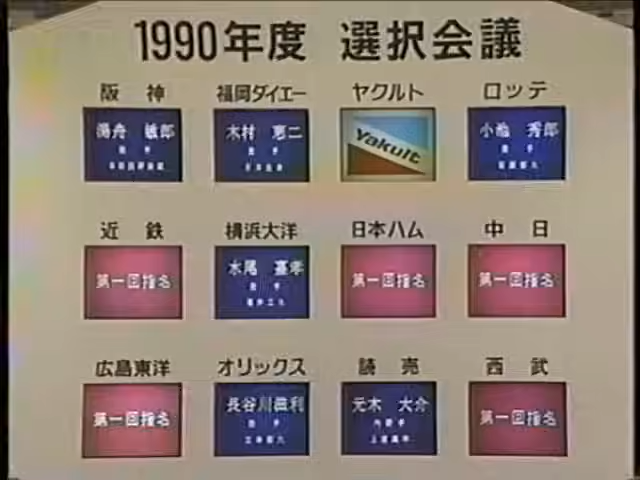 1990年度 選択会議
阪神 福岡ダイエー ヤクルト ロッテ
湯舟 敏郎
投手
木村 恵二
投手
Yakult
小池 秀郎
投手
近鉄 横浜大洋 日本ハム 中日
第一回指名
水尾 嘉孝
投手
福井工大
第一回指名
第一回指名
広島東洋 オリックス 読売 西武
第一回指名
長谷川滋利
投手
元木 大介
内野手
第一回指名